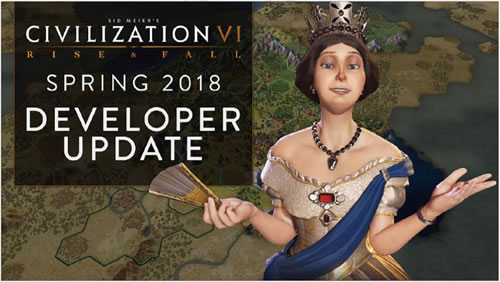 SID MEIER'S
CIVILIZATION VI
RISE & FALL
SPRING 2018
DEVELOPER
UPDATE